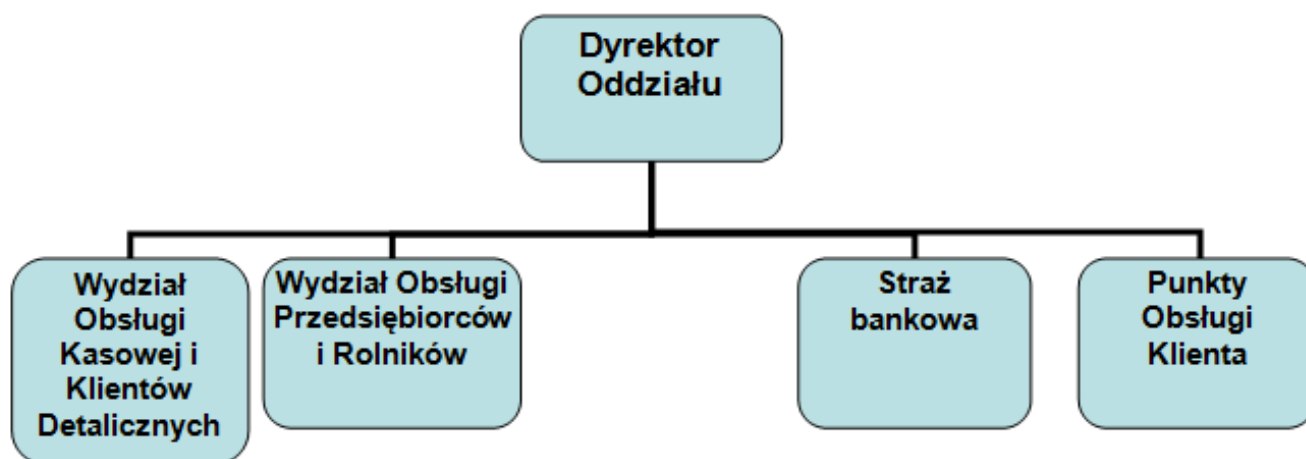 Dyrektor
Oddziału
Wydział
Obsługi
Kasowej i
Klientów
Detalicznych
Wydział Obsługi
Przedsiębiorców
i Rolników
Straż
bankowa
Punkty
Obsługi
Klienta